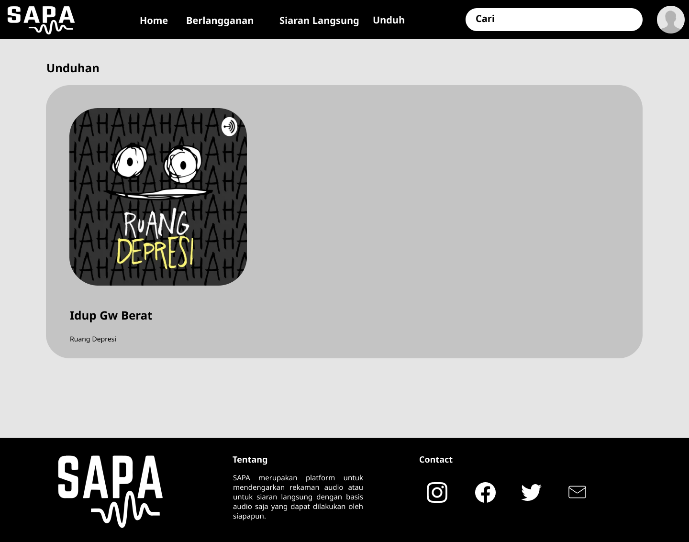 SAPA
Home Berlangganan Siaran Langsung Unduh Cari
Unduhan
RUANG
DEPRESI
Idup Gw Berat
Ruang Depresi
SAPA
Tentang
SAPA merupakan platform untuk
mendengarkan rekaman audio atau
untuk siaran langsung dengan basis
audio saja yang dapat dilakukan oleh
siapapun.
Contact